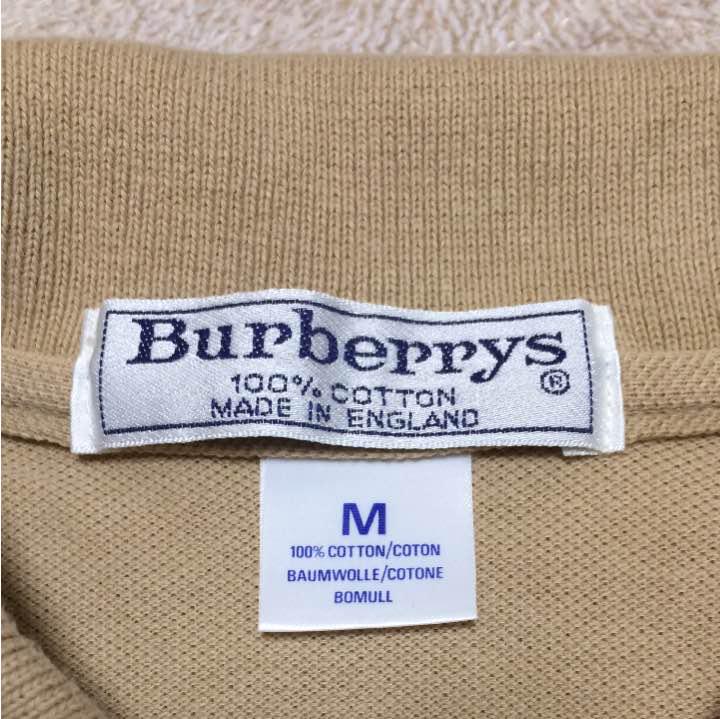 Burberrys
100% COTTON ®
MADE IN ENGLAND
M
100% COTTON/COTON
BAUMWOLLE/COTONE
BOMULL